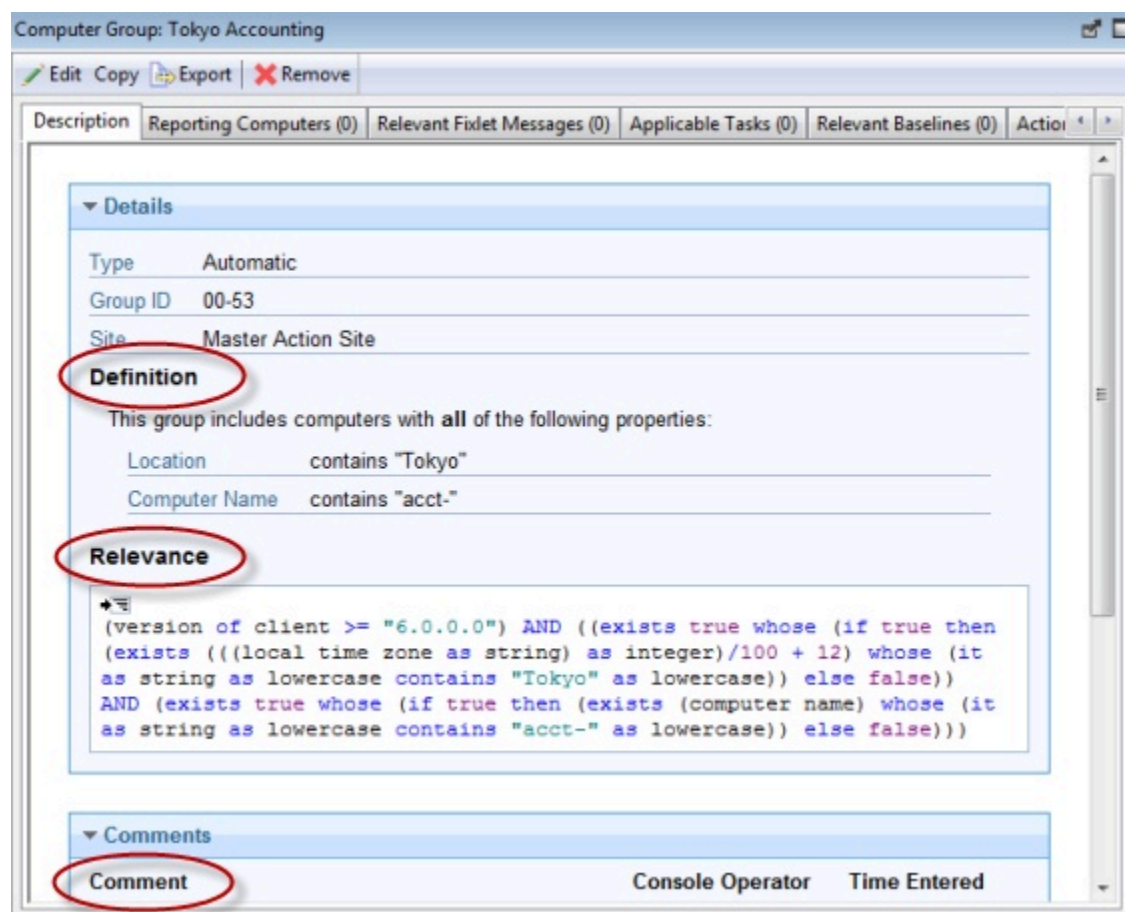 Computer Group: Tokyo Accounting
Edit Copy Export Remove
Description Reporting Computers (0) Relevant Fixlet Messages (0) Applicable Tasks (0) Relevant Baselines (0) Action
Details
Type Automatic
Group ID 00-53
Site Master Action Site
Definition
This group includes computers with all of the following properties:
Location contains "Tokyo"
Computer Name contains "acct-"
Relevance
(version of client >= "6.0.0.0") AND ((exists true whose (if true then
(exists (((local time zone as string) as integer)/100 + 12) whose (it
as string as lowercase contains "Tokyo" as lowercase)) else false))
AND (exists true whose (if true then (exists (computer name) whose (it
as string as lowercase contains "acct-" as lowercase)) else false)))
Comments
Comment Console Operator Time Entered